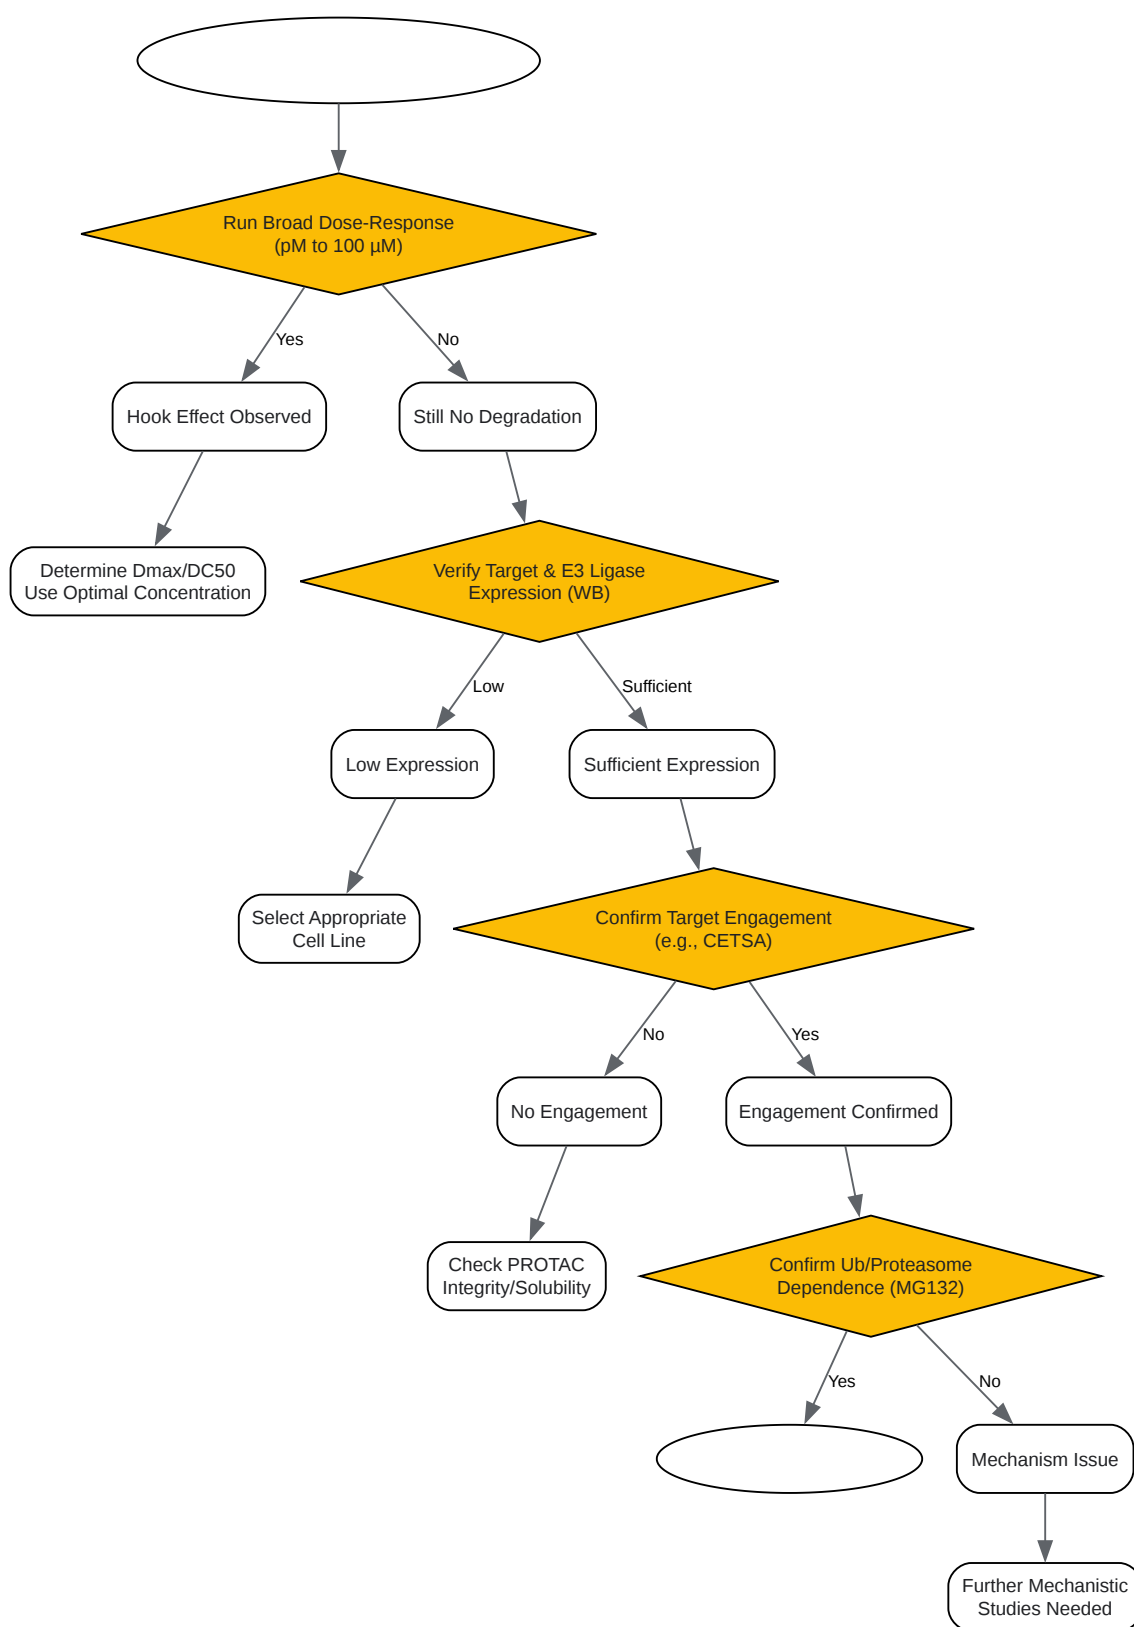 Run Broad Dose-Response
(pM to 100 µM)
Yes
No
Hook Effect Observed
Still No Degradation
Determine Dmax/DC50
Use Optimal Concentration
Verify Target & E3 Ligase
Expression (WB)
Low
Sufficient
Low Expression
Sufficient Expression
Select Appropriate
Cell Line
Confirm Target Engagement
(e.g., CETSA)
No
Yes
No Engagement
Engagement Confirmed
Check PROTAC
Integrity/Solubility
Confirm Ub/Proteasome
Dependence (MG132)
Yes
No
Mechanism Issue
Further Mechanistic
Studies Needed